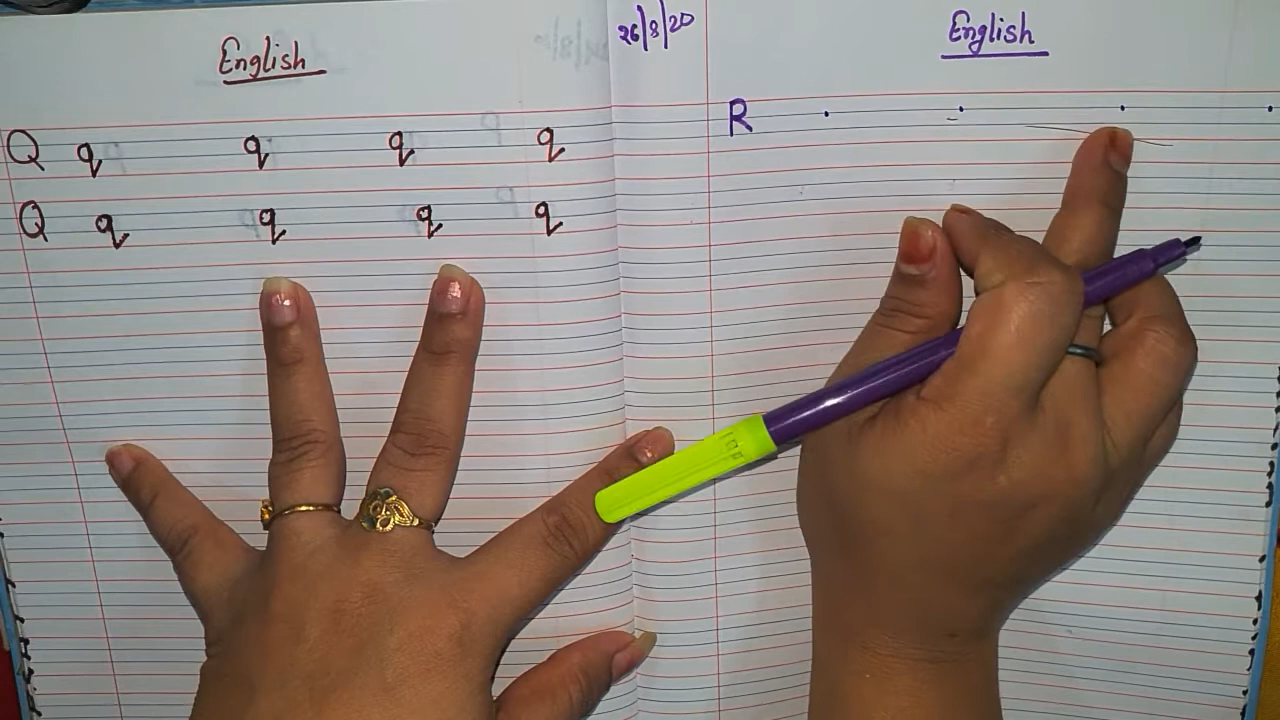 English
Q q q q q
Q q q q q
26/8/20
English
R